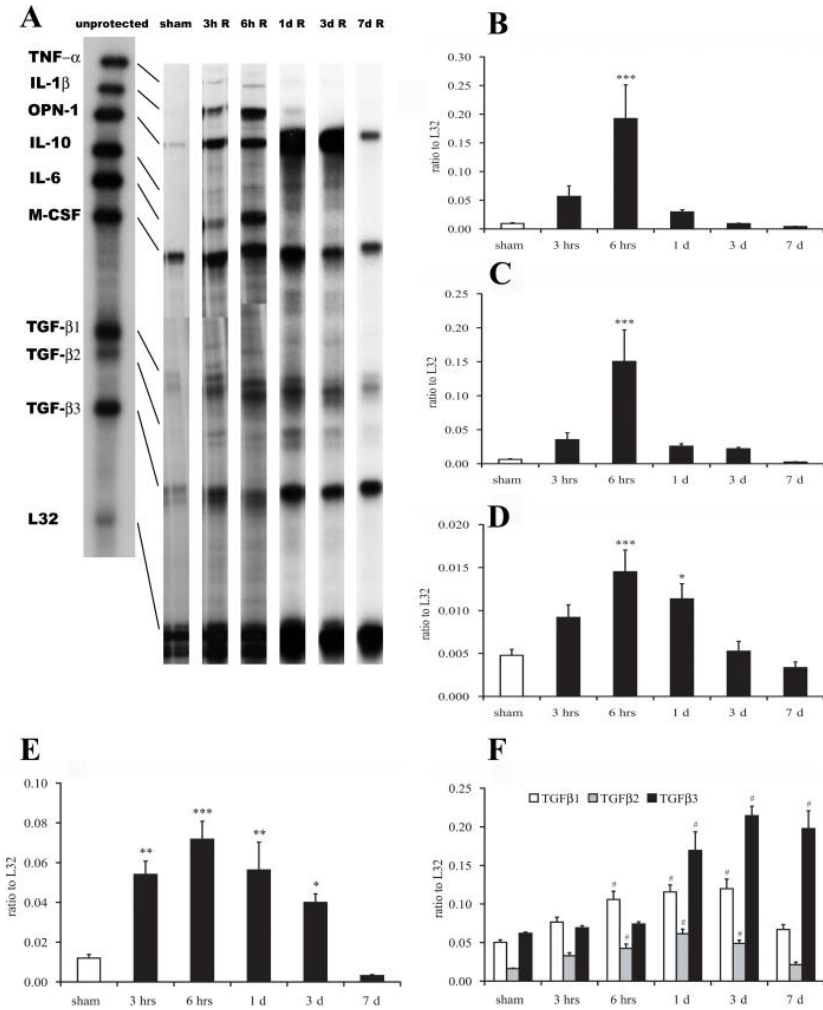 A
unprotected sham 3h R 6h R 1d R 3d R 7d R
TNF-α
IL-1β
OPN-1
IL-10
IL-6
M-CSF
TGF-β1
TGF-β2
TGF-β3
L32
B
ratio to L32
0.30
0.25
0.20
0.15
0.10
0.05
0.00
***
sham 3 hrs 6 hrs 1 d 3 d 7 d
C
ratio to L32
0.25
0.20
0.15
0.10
0.05
0.00
***
sham 3 hrs 6 hrs 1 d 3 d 7 d
D
ratio to L32
0.020
0.015
0.010
0.005
0.000
*** *
sham 3 hrs 6 hrs 1 d 3 d 7 d
E
ratio to L32
0.10
0.08
0.06
0.04
0.02
0.00
** *** ** *
sham 3 hrs 6 hrs 1 d 3 d 7 d
F
ratio to L32
0.25
0.20
0.15
0.10
0.05
0.00
TGFβ1 TGFβ2 TGFβ3
# # # # # # # # #
sham 3 hrs 6 hrs 1 d 3 d 7 d